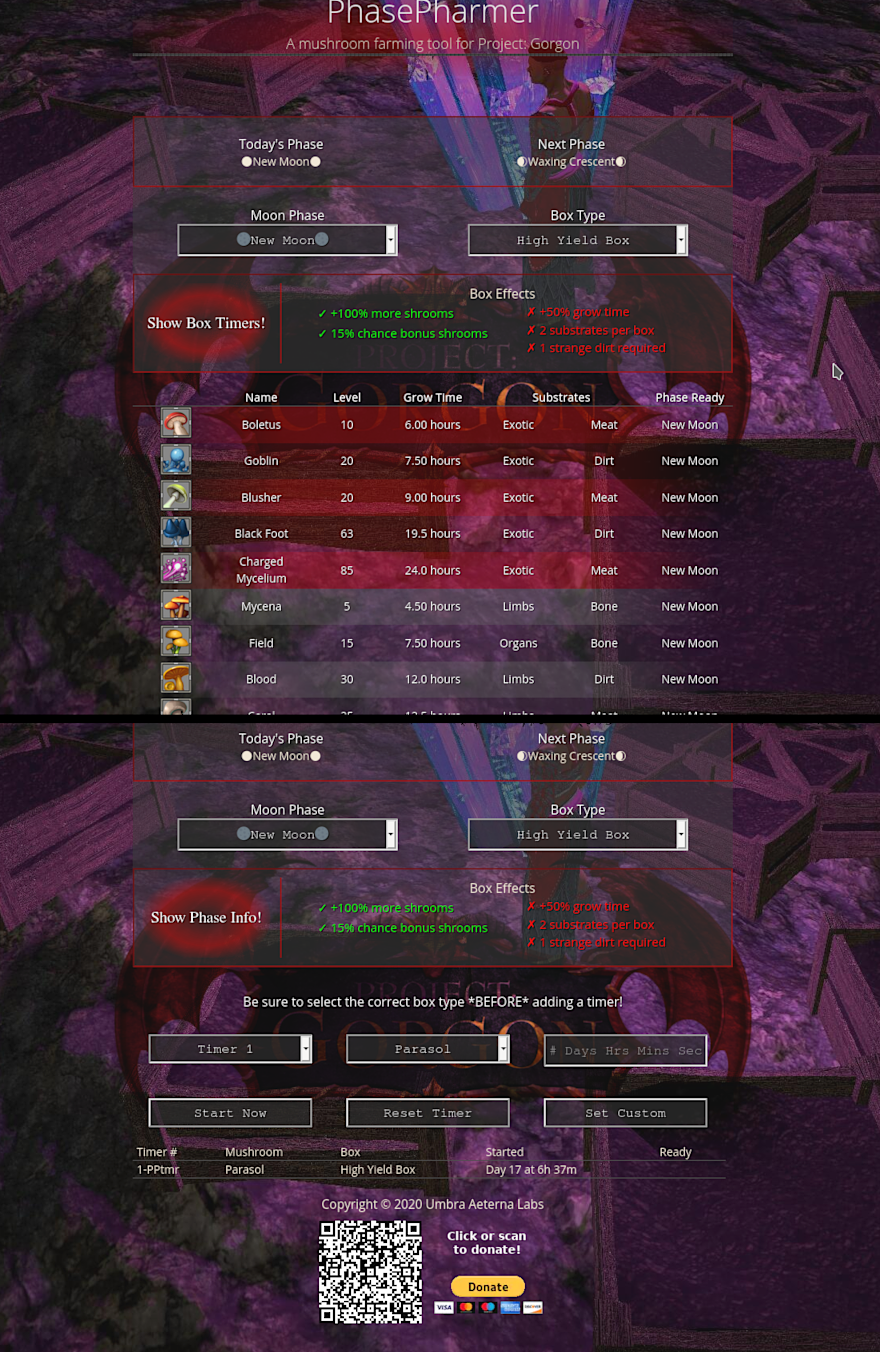 PhasePharmer
A mushroom farming tool for Project: Gorgon
Today's Phase Next Phase
New Moon Waxing Crescent
Moon Phase Box Type
New Moon High Yield Box
Show Box Timers!
Box Effects
✓ +100% more shrooms ✗ +50% grow time
✓ 15% chance bonus shrooms ✗ 2 substrates per box
✗ 1 strange dirt required
PROJECT:
GORGON
Name Level Grow Time Substrates Phase Ready
Boletus 10 6.00 hours Exotic Meat New Moon
Goblin 20 7.50 hours Exotic Dirt New Moon
Blusher 20 9.00 hours Exotic Meat New Moon
Black Foot 63 19.5 hours Exotic Dirt New Moon
Charged Mycelium 85 24.0 hours Exotic Meat New Moon
Mycena 5 4.50 hours Limbs Bone New Moon
Field 15 7.50 hours Organs Bone New Moon
Blood 30 12.0 hours Limbs Dirt New Moon
Today's Phase Next Phase
New Moon Waxing Crescent
Moon Phase Box Type
New Moon High Yield Box
Show Phase Info!
Box Effects
✓ +100% more shrooms ✗ +50% grow time
✓ 15% chance bonus shrooms ✗ 2 substrates per box
✗ 1 strange dirt required
PROJECT:
GORGON
Be sure to select the correct box type *BEFORE* adding a timer!
Timer 1 Parasol # Days Hrs Mins Sec
Start Now Reset Timer Set Custom
Timer # Mushroom Box Started Ready
1-PPtmr Parasol High Yield Box Day 17 at 6h 37m
Copyright © 2020 Umbra Aeterna Labs
Click or scan
to donate!
Donate
VISA